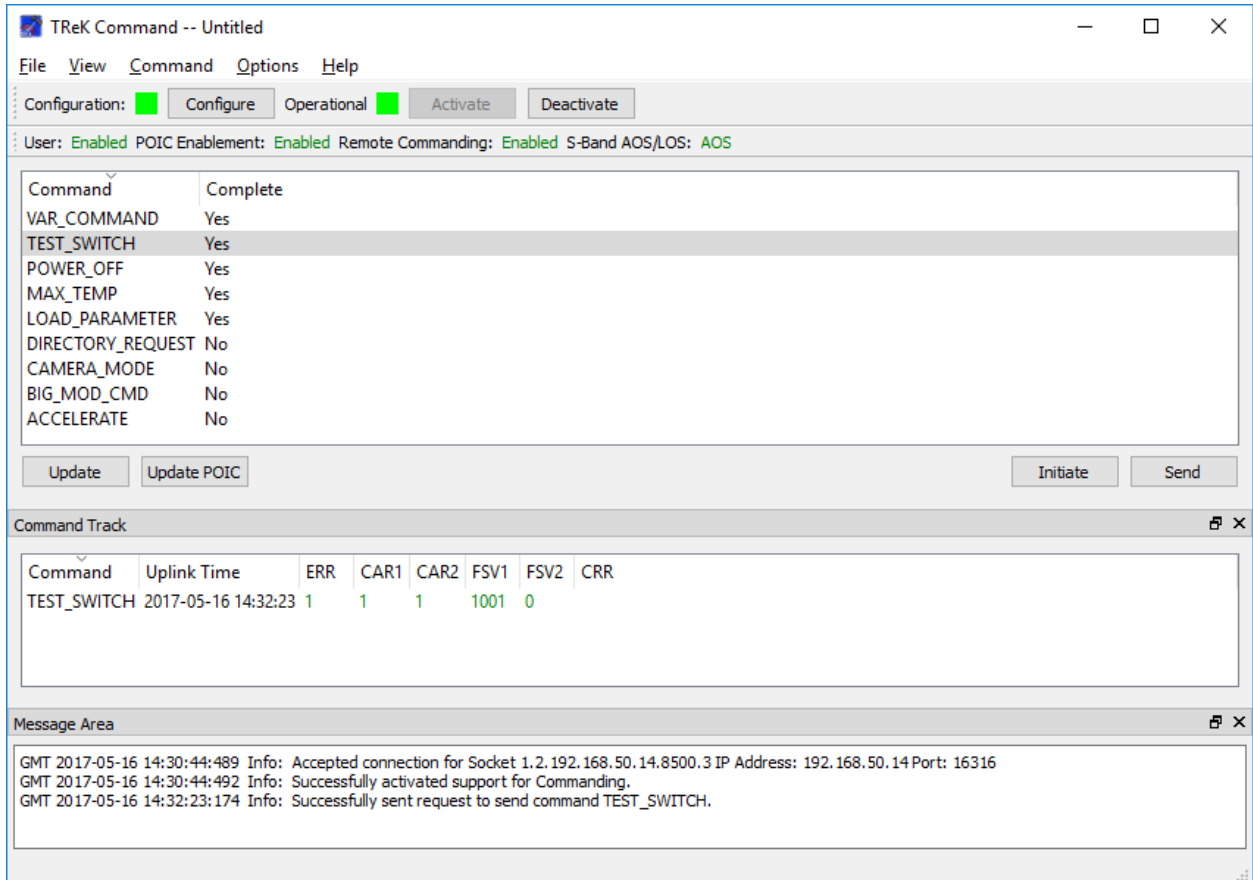 TReK Command -- Untitled
File View Command Options Help
Configuration: Configure Operational Activate Deactivate
User: Enabled POIC Enablement: Enabled Remote Commanding: Enabled S-Band AOS/LOS: AOS
Command Complete
VAR_COMMAND Yes
TEST_SWITCH Yes
POWER_OFF Yes
MAX_TEMP Yes
LOAD_PARAMETER Yes
DIRECTORY_REQUEST No
CAMERA_MODE No
BIG_MOD_CMD No
ACCELERATE No
Update Update POIC Initiate Send
Command Track
Command Uplink Time ERR CAR1 CAR2 FSV1 FSV2 CRR
TEST_SWITCH 2017-05-16 14:32:23 1 1 1 1001 0
Message Area
GMT 2017-05-16 14:30:44:489 Info: Accepted connection for Socket 1.2.192.168.50.14.8500.3 IP Address: 192.168.50.14 Port: 16316
GMT 2017-05-16 14:30:44:492 Info: Successfully activated support for Commanding.
GMT 2017-05-16 14:32:23:174 Info: Successfully sent request to send command TEST_SWITCH.